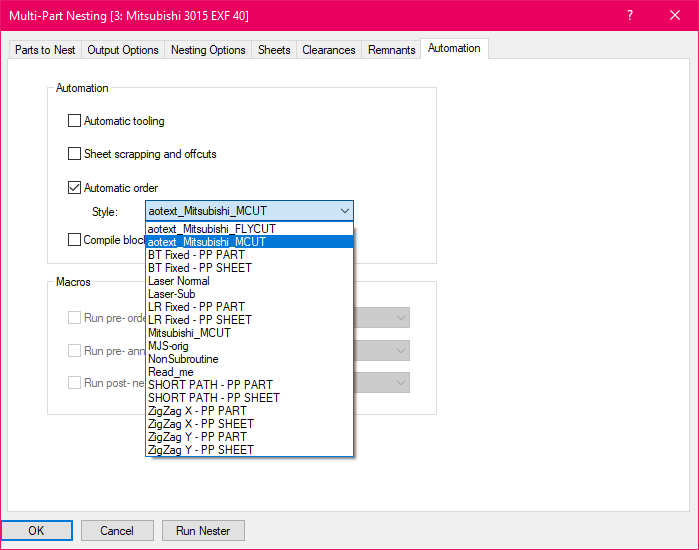 Multi-Part Nesting [3: Mitsubishi 3015 EXF 40]
Parts to Nest Output Options Nesting Options Sheets Clearances Remnants Automation
Automation
Automatic tooling
Sheet scrapping and offcuts
Automatic order
Style: aotext_Mitsubishi_MCUT
Compile block
aotext_Mitsubishi_FLYCUT
aotext_Mitsubishi_MCUT
BT Fixed - PP PART
BT Fixed - PP SHEET
Laser Normal
Laser-Sub
LR Fixed - PP PART
LR Fixed - PP SHEET
Mitsubishi_MCUT
MJS-orig
NonSubroutine
Read_me
SHORT PATH - PP PART
SHORT PATH - PP SHEET
ZigZag X - PP PART
ZigZag X - PP SHEET
ZigZag Y - PP PART
ZigZag Y - PP SHEET
Macros
Run pre- orde
Run pre- ann
Run post- ne
OK Cancel Run Nester